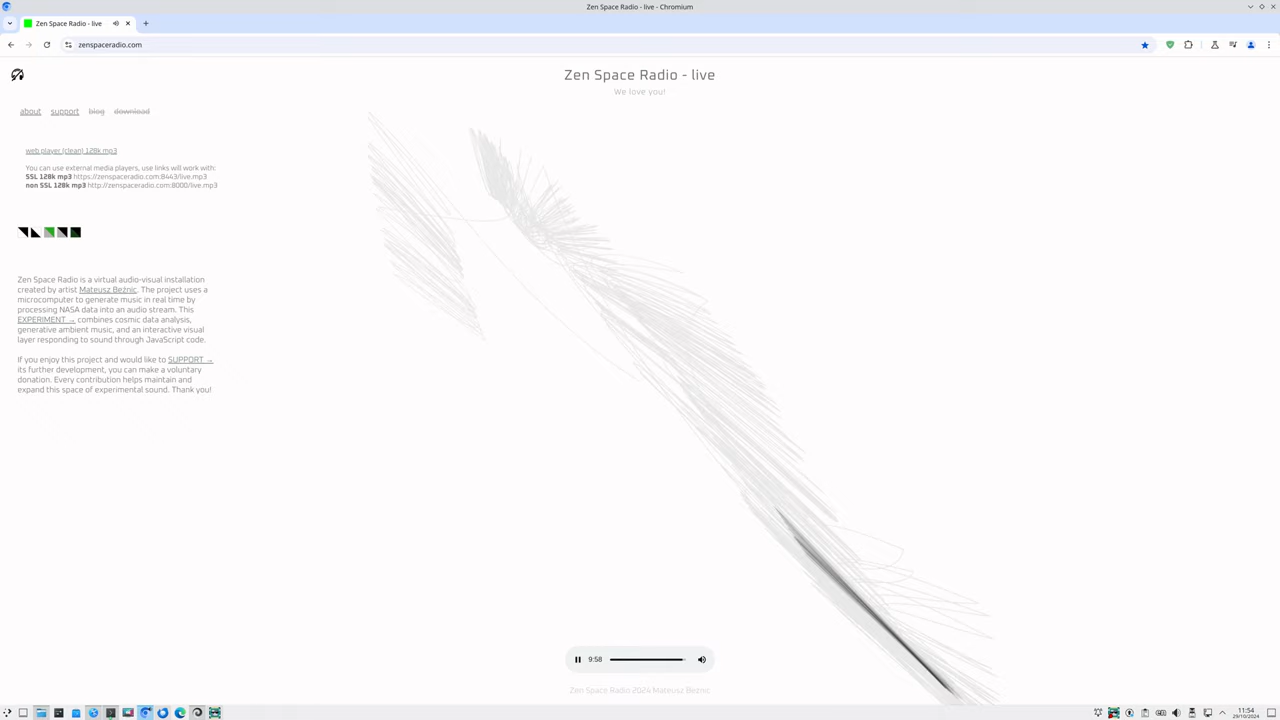 Zen Space Radio - live - Chromium
Zen Space Radio - live
zenspaceradio.com
Zen Space Radio - live
We love you!
about support blog download
web player (clean) 128k mp3
You can use external media players, use links will work with:
SSL 128k mp3 https://zenspaceradio.com:8443/live.mp3
non SSL 128k mp3 http://zenspaceradio.com:8000/live.mp3
Zen Space Radio is a virtual audio-visual installation
created by artist Mateusz Beżnic. The project uses a
microcomputer to generate music in real time by
processing NASA data into an audio stream. This
EXPERIMENT → combines cosmic data analysis,
generative ambient music, and an interactive visual
layer responding to sound through JavaScript code.
If you enjoy this project and would like to SUPPORT →
its further development, you can make a voluntary
donation. Every contribution helps maintain and
expand this space of experimental sound. Thank you!
9:58
Zen Space Radio 2024 Mateusz Beżnic
11:54
29/10/2024